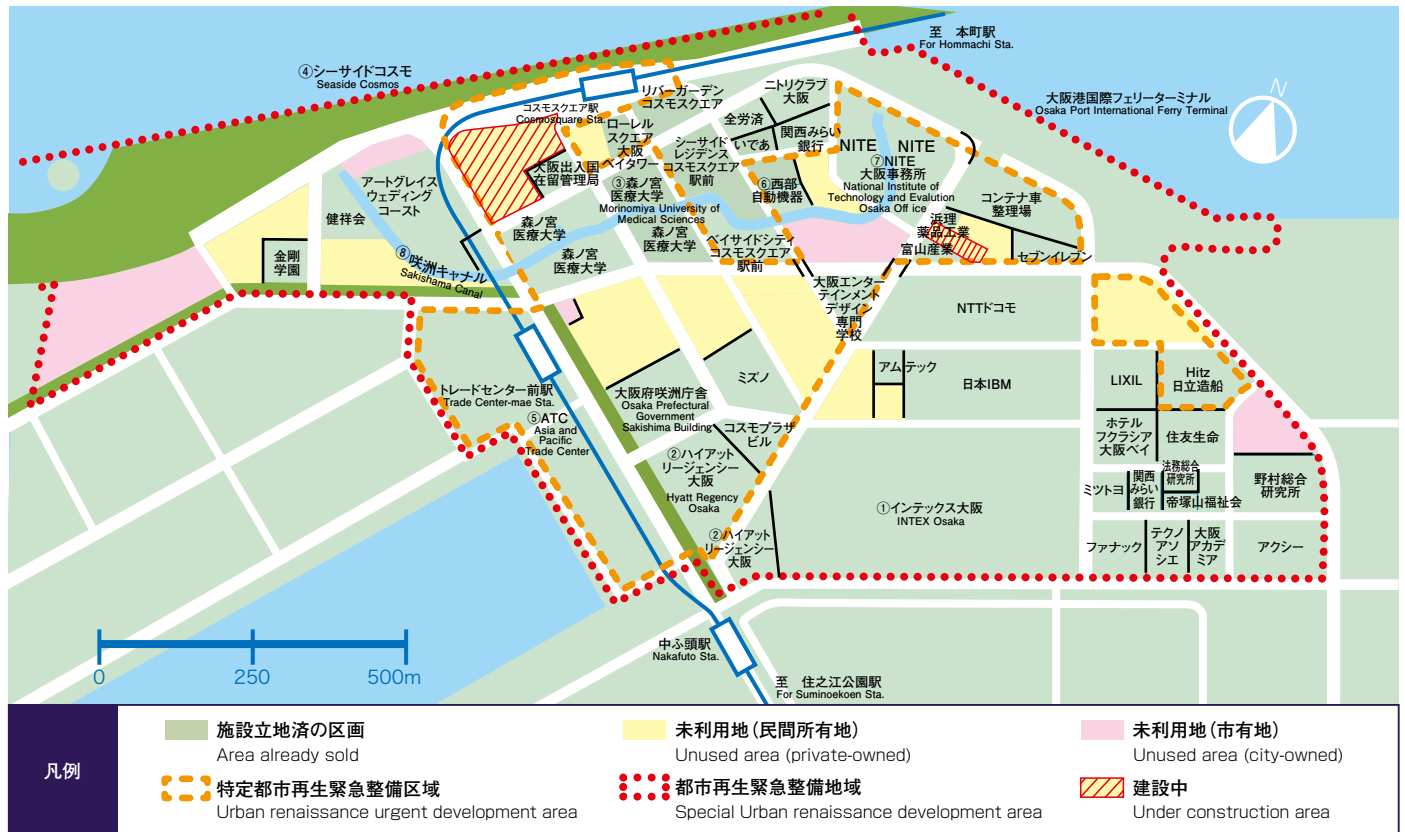 至 本町駅
For Hommachi Sta.
④シーサイドコスモ
Seaside Cosmos
大阪港国際フェリーターミナル
Osaka Port International Ferry Terminal
N
コスモスクエア駅
Cosmosquare Sta.
リバーガーデン
コスモスクエア
ニトリクラブ
大阪
全労済
いであ
関西みらい
銀行
ローレル
スクエア
大阪
ベイタワー
シーサイド
レジデンス
コスモスクエア
駅前
大阪出入国
在留管理局
③森ノ宮
医療大学
Morinomiya University of
Medical Sciences
森ノ宮
医療大学
森ノ宮
医療大学
森ノ宮
医療大学
⑥西部
自動機器
NITE
NITE
⑦NITE
大阪事務所
National Institute of
Technology and Evalution
Osaka Off ice
コンテナ車
整理場
浜理
薬品工業
富山産業
セブンイレブン
ベイサイドシティ
コスモスクエア
駅前
アートグレイス
ウェディング
コースト
健祥会
金剛
学園
⑧咲洲キャナル
Sakishama Canal
大阪エンター
テインメント
デザイン
専門
学校
NTTドコモ
アムテック
日本IBM
LIXIL
Hitz
日立造船
ミズノ
大阪府咲洲庁舎
Osaka Prefectural
Government
Sakishima Building
トレードセンター前駅
Trade Center-mae Sta.
⑤ATC
Asia and
Pacific
Trade Center
コスモプラザ
ビル
②ハイアット
リージェンシー
大阪
Hyatt Regency
Osaka
②ハイアット
リージェンシー
大阪
①インテックス大阪
INTEX Osaka
ホテル
フクラシア
大阪ベイ
住友生命
ミツトヨ
関西
みらい
銀行
法務総合
研究所
帝塚山福祉会
野村総合
研究所
ファナック
テクノ
アソ
シエ
大阪
アカデ
ミア
アクシー
中ふ頭駅
Nakafuto Sta.
至 住之江公園駅
For Suminoekoen Sta.
0 250 500m
凡例
施設立地済の区画
Area already sold
未利用地（民間所有地）
Unused area (private-owned)
未利用地（市有地）
Unused area (city-owned)
特定都市再生緊急整備区域
Urban renaissance urgent development area
都市再生緊急整備地域
Special Urban renaissance development area
建設中
Under construction area